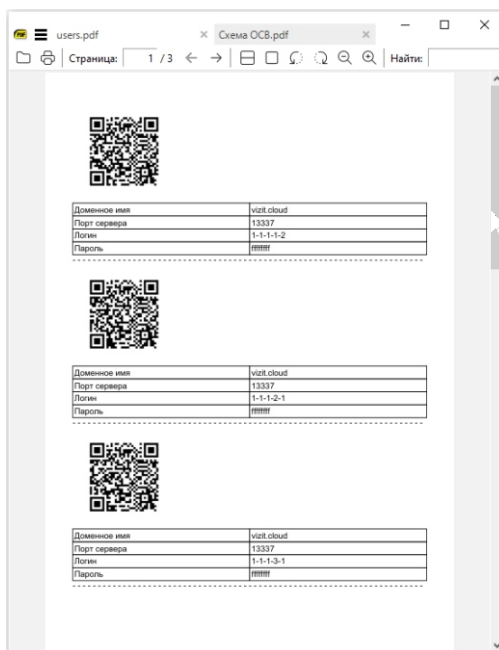 users.pdf
Схема ОСВ.pdf
Страница: 1 / 3 Найти:
Доменное имя vizit.cloud
Порт сервера 13337
Логин 1-1-1-1-2
Пароль ffffffff
Доменное имя vizit.cloud
Порт сервера 13337
Логин 1-1-1-2-1
Пароль ffffffff
Доменное имя vizit.cloud
Порт сервера 13337
Логин 1-1-1-3-1
Пароль ffffffff